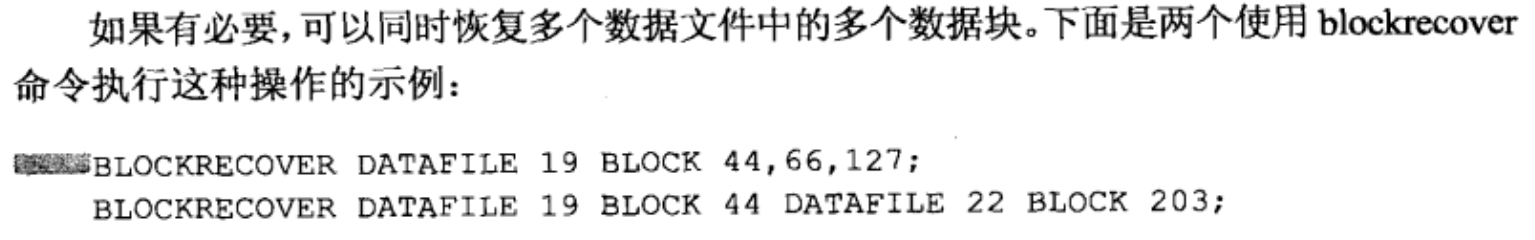 如果有必要,可以同时恢复多个数据文件中的多个数据块。下面是两个使用 blockrecover
命令执行这种操作的示例:
BLOCKRECOVER DATAFILE 19 BLOCK 44,66,127;
BLOCKRECOVER DATAFILE 19 BLOCK 44 DATAFILE 22 BLOCK 203;